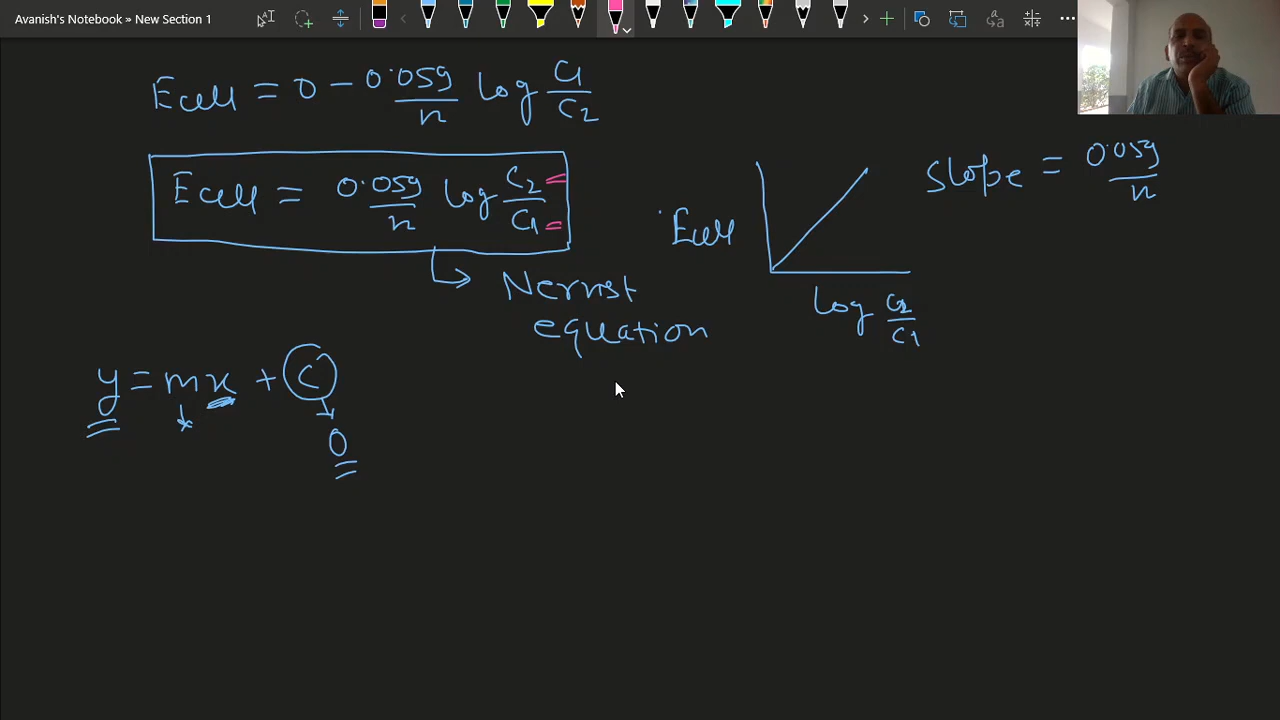 Avanish's Notebook » New Section 1
Ecell = 0 - 0.059/n log C1/C2
Ecell = 0.059/n log C2/C1
Slope = 0.059/n
Ecell
log C2/C1
Nernst
equation
y = mx + C
0